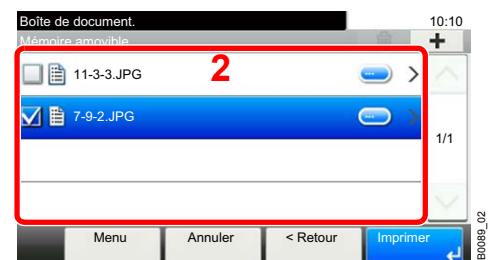 Boîte de document. 10:10
Mémoire amovible
11-3-3.JPG
2
7-9-2.JPG
1/1
Menu Annuler < Retour Imprimer
B0089_02